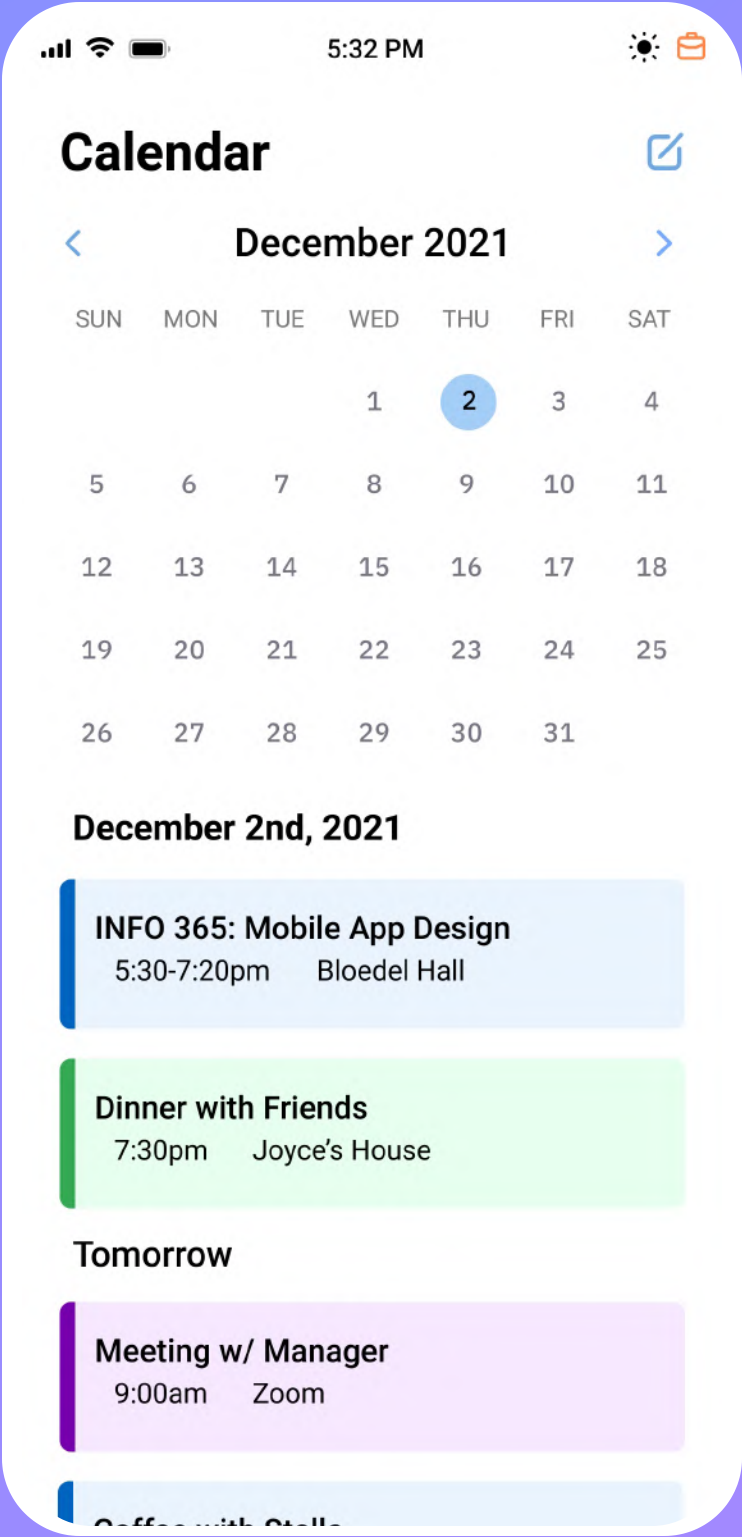 5:32 PM
Calendar
December 2021
SUN MON TUE WED THU FRI SAT
1 2 3 4
5 6 7 8 9 10 11
12 13 14 15 16 17 18
19 20 21 22 23 24 25
26 27 28 29 30 31
December 2nd, 2021
INFO 365: Mobile App Design
5:30-7:20pm Bloedel Hall
Dinner with Friends
7:30pm Joyce’s House
Tomorrow
Meeting w/ Manager
9:00am Zoom
Coffee with Stella